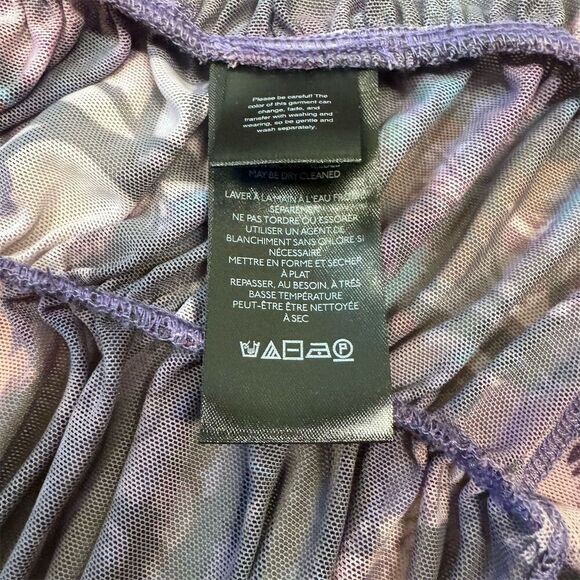 Please be careful! The
color of this garment can
change, fade, and
transfer with washing and
wearing, so be gentle and
wash separately.
MAY BE DRY CLEANED
LAVER À LA MAIN À L'EAU
NE PAS TORDRE OU ESSORER
UTILISER UN AGENT DE
BLANCHIMENT SANS CHLORE SI
NÉCESSAIRE
METTRE EN FORME ET SECHER
À PLAT
REPASSER, AU BESOIN, À TRÈS
BASSE TEMPÉRATURE
PEUT-ÊTRE ÊTRE NETTOYÉE
À SEC
P